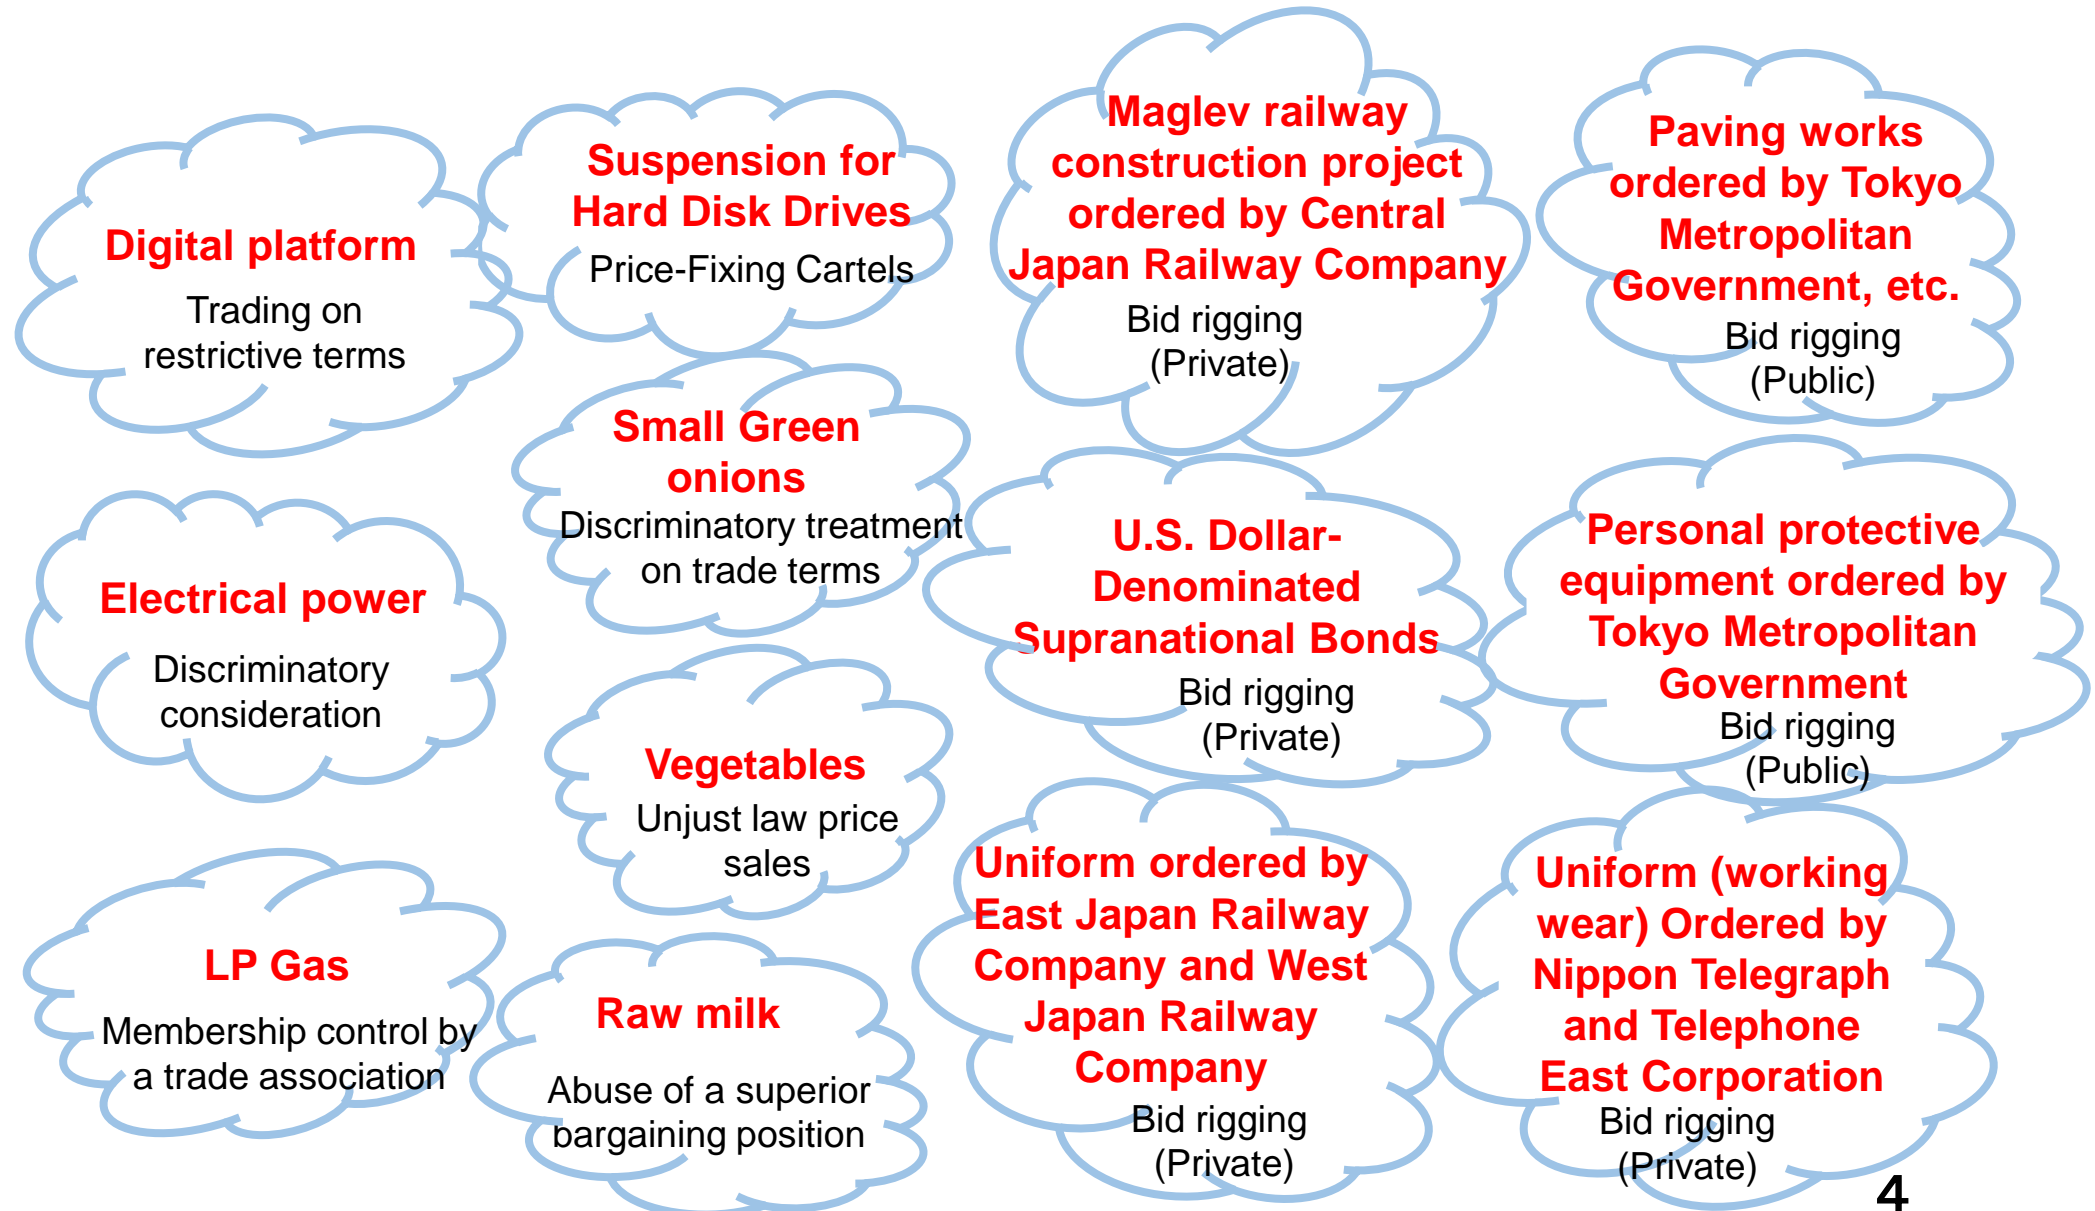 Digital platform
Trading on
restrictive terms
Electrical power
Discriminatory
consideration
LP Gas
Membership control by
a trade association
Suspension for
Hard Disk Drives
Price-Fixing Cartels
Small Green
onions
Discriminatory treatment
on trade terms
Vegetables
Unjust law price
sales
Raw milk
Abuse of a superior
bargaining position
Maglev railway
construction project
ordered by Central
Japan Railway Company
Bid rigging
(Private)
U.S. Dollar-
Denominated
Supranational Bonds
Bid rigging
(Private)
Uniform ordered by
East Japan Railway
Company and West
Japan Railway
Company
Bid rigging
(Private)
Paving works
ordered by Tokyo
Metropolitan
Government, etc.
Bid rigging
(Public)
Personal protective
equipment ordered by
Tokyo Metropolitan
Government
Bid rigging
(Public)
Uniform (working
wear) Ordered by
Nippon Telegraph
and Telephone
East Corporation
Bid rigging
(Private)
4